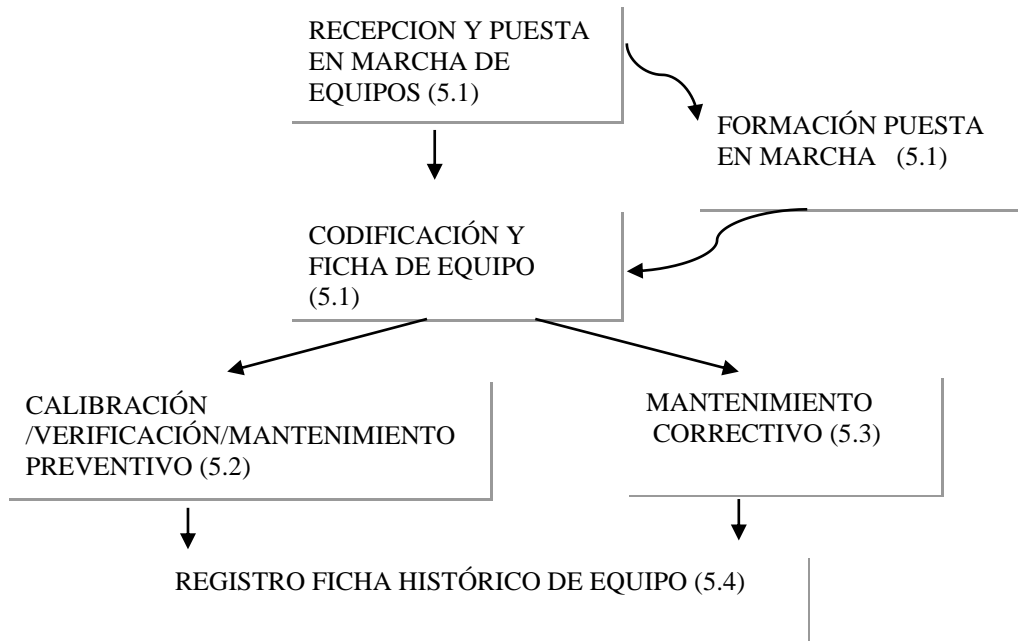 RECEPCION Y PUESTA
EN MARCHA DE
EQUIPOS (5.1)
FORMACIÓN PUESTA
EN MARCHA (5.1)
CODIFICACIÓN Y
FICHA DE EQUIPO
(5.1)
CALIBRACIÓN
/VERIFICACIÓN/MANTENIMIENTO
PREVENTIVO (5.2)
MANTENIMIENTO
CORRECTIVO (5.3)
REGISTRO FICHA HISTÓRICO DE EQUIPO (5.4)